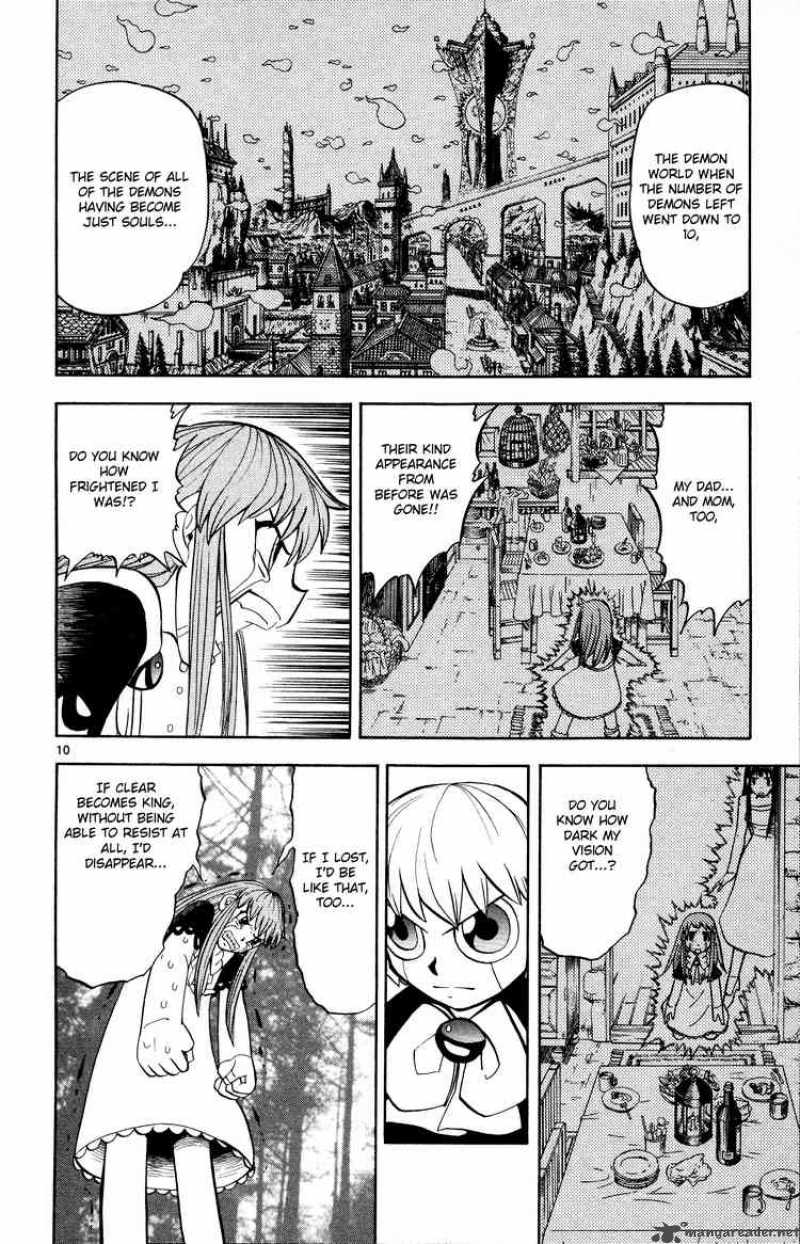 THE DEMON
WORLD WHEN
THE NUMBER OF
DEMONS LEFT
WENT DOWN TO
10,
THE SCENE OF ALL
OF THE DEMONS
HAVING BECOME
JUST SOULS...
MY DAD...
AND MOM,
TOO,
THEIR KIND
APPEARANCE
FROM
BEFORE WAS
GONE!!
DO YOU KNOW
HOW
FRIGHTENED I
WAS!?
10
DO YOU
KNOW HOW
DARK MY
VISION
GOT...?
IF I LOST,
I'D BE
LIKE THAT,
TOO...
IF CLEAR
BECOMES KING,
WITHOUT BEING
ABLE TO RESIST AT
ALL, I'D
DISAPPEAR...
mangareader.net